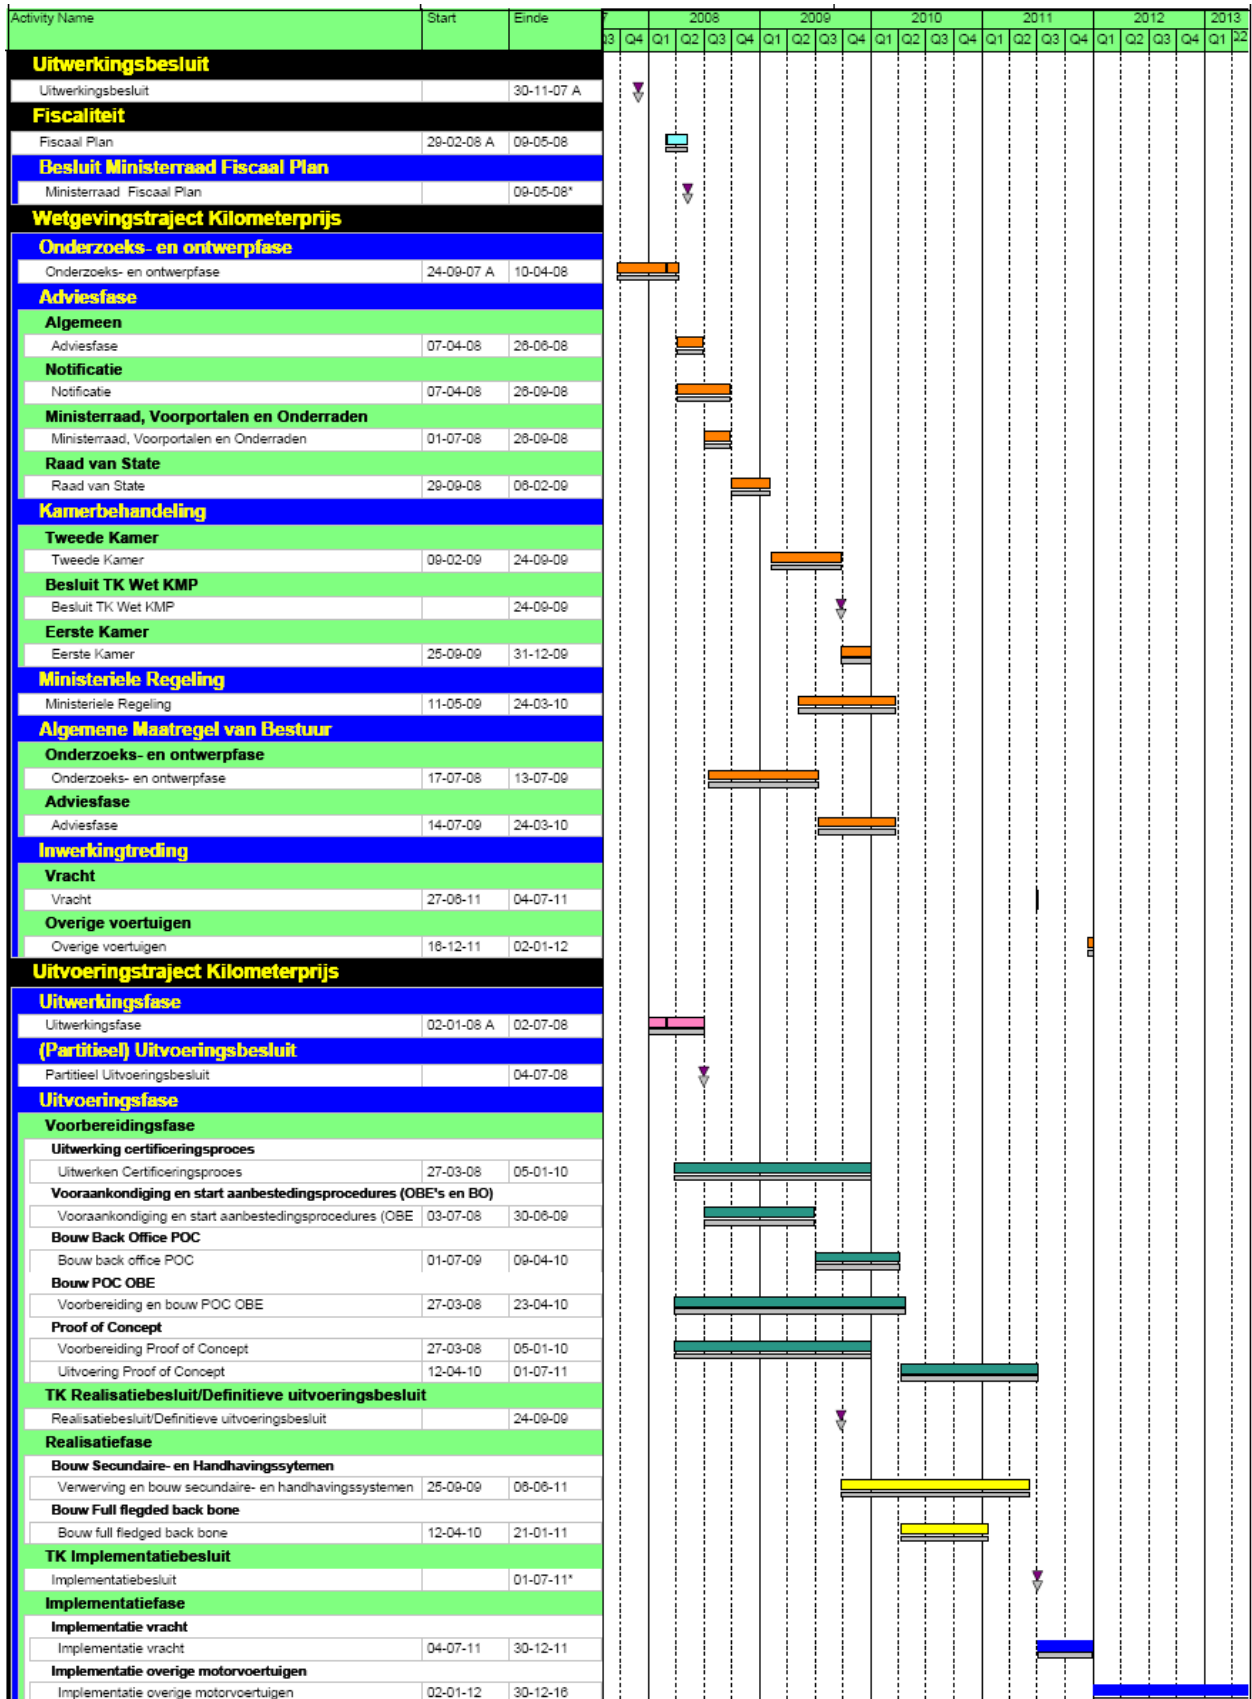 Activity Name Start Einde 7 2008 2009 2010 2011 2012 2013
Q3 Q4 Q1 Q2 Q3 Q4 Q1 Q2 Q3 Q4 Q1 Q2 Q3 Q4 Q1 Q2 Q3 Q4 Q1 Q2 Q3 Q4 Q1 Q2
Uitwerkingsbesluit
Uitwerkingsbesluit 30-11-07 A
Fiscaliteit
Fiscaal Plan 29-02-08 A 09-05-08
Besluit Ministerraad Fiscaal Plan
Ministerraad Fiscaal Plan 09-05-08*
Wetgevingstraject Kilometerprijs
Onderzoeks- en ontwerpfase
Onderzoeks- en ontwerpfase 24-09-07 A 10-04-08
Adviesfase
Algemeen
Adviesfase 07-04-08 26-06-08
Notificatie
Notificatie 07-04-08 26-09-08
Ministerraad, Voorportalen en Onderraden
Ministerraad, Voorportalen en Onderraden 01-07-08 26-09-08
Raad van State
Raad van State 29-09-08 06-02-09
Kamerbehandeling
Tweede Kamer
Tweede Kamer 09-02-09 24-09-09
Besluit TK Wet KMP
Besluit TK Wet KMP 24-09-09
Eerste Kamer
Eerste Kamer 25-09-09 31-12-09
Ministeriele Regeling
Ministeriele Regeling 11-05-09 24-03-10
Algemene Maatregel van Bestuur
Onderzoeks- en ontwerpfase
Onderzoeks- en ontwerpfase 17-07-08 13-07-09
Adviesfase
Adviesfase 14-07-09 24-03-10
Inwerkingtreding
Vracht
Vracht 27-06-11 04-07-11
Overige voertuigen
Overige voertuigen 16-12-11 02-01-12
Uitvoeringstraject Kilometerprijs
Uitwerkingsfase
Uitwerkingsfase 02-01-08 A 02-07-08
(Partitieel) Uitvoeringsbesluit
Partitieel Uitvoeringsbesluit 04-07-08
Uitvoeringsfase
Voorbereidingsfase
Uitwerking certificeringsproces
Uitwerken Certificeringsproces 27-03-08 05-01-10
Vooraankondiging en start aanbestedingsprocedures (OBE's en BO)
Vooraankondiging en start aanbestedingsprocedures (OBE 03-07-08 30-06-09
Bouw Back Office POC
Bouw back office POC 01-07-09 09-04-10
Bouw POC OBE
Voorbereiding en bouw POC OBE 27-03-08 23-04-10
Proof of Concept
Voorbereiding Proof of Concept 27-03-08 05-01-10
Uitvoering Proof of Concept 12-04-10 01-07-11
TK Realisatiebesluit/Definitieve uitvoeringsbesluit
Realisatiebesluit/Definitieve uitvoeringsbesluit 24-09-09
Realisatiefase
Bouw Secundaire- en Handhavingssytemen
Verwerving en bouw secundaire- en handhavingssystemen 25-09-09 06-06-11
Bouw Full flegded back bone
Bouw full fledged back bone 12-04-10 21-01-11
TK Implementatiebesluit
Implementatiebesluit 01-07-11*
Implementatiefase
Implementatie vracht
Implementatie vracht 04-07-11 30-12-11
Implementatie overige motorvoertuigen
Implementatie overige motorvoertuigen 02-01-12 30-12-16